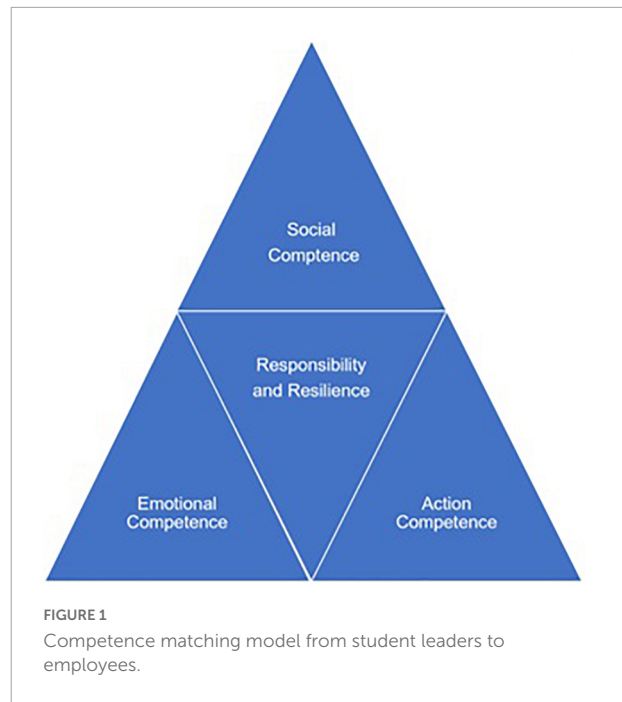 Social
Comptence
Responsibility
and Resilience
Emotional
Competence
Action
Competence
FIGURE 1
Competence matching model from student leaders to
employees.